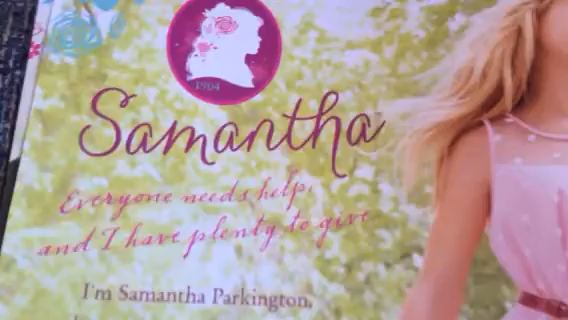 1904
Samantha
Everyone needs help,
and I have plenty to give
I'm Samantha Parkington,